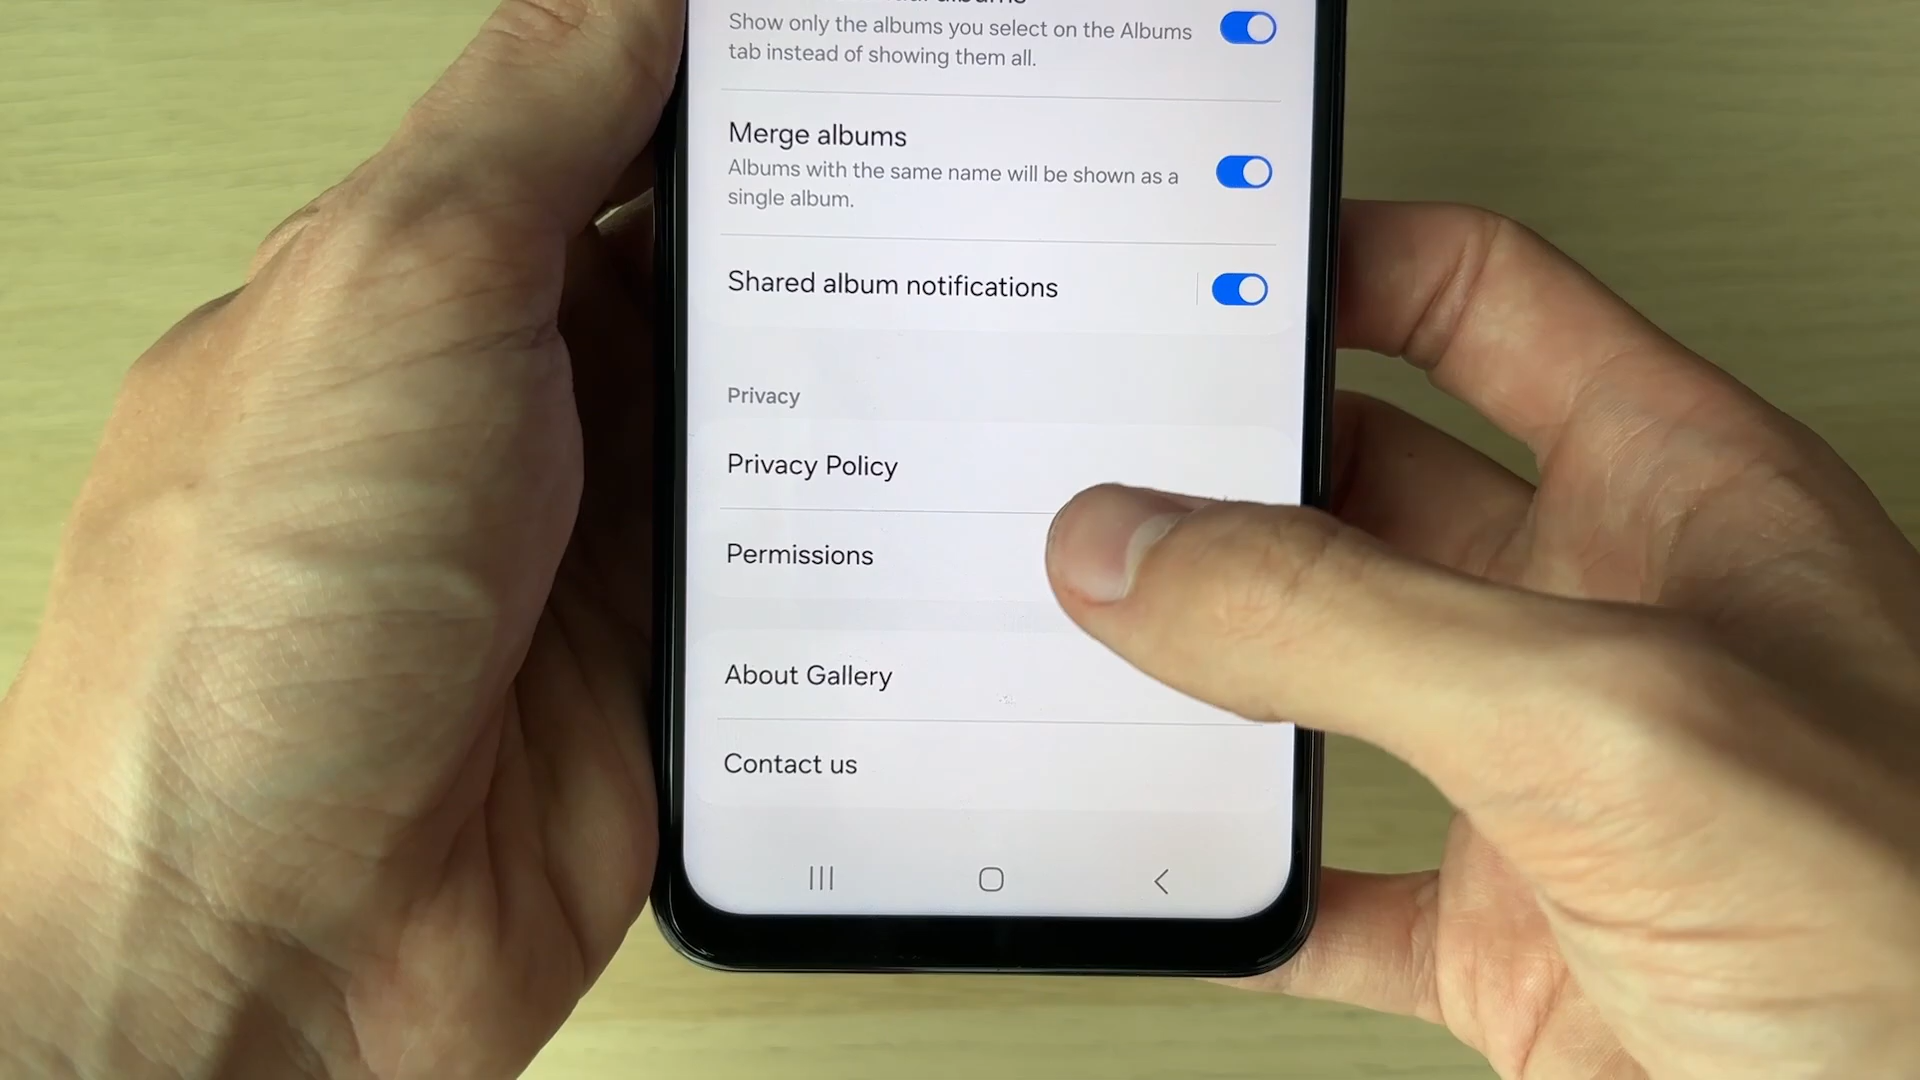 Show only the albums you select on the Albums
tab instead of showing them all.
Merge albums
Albums with the same name will be shown as a
single album.
Shared album notifications
Privacy
Privacy Policy
Permissions
About Gallery
Contact us